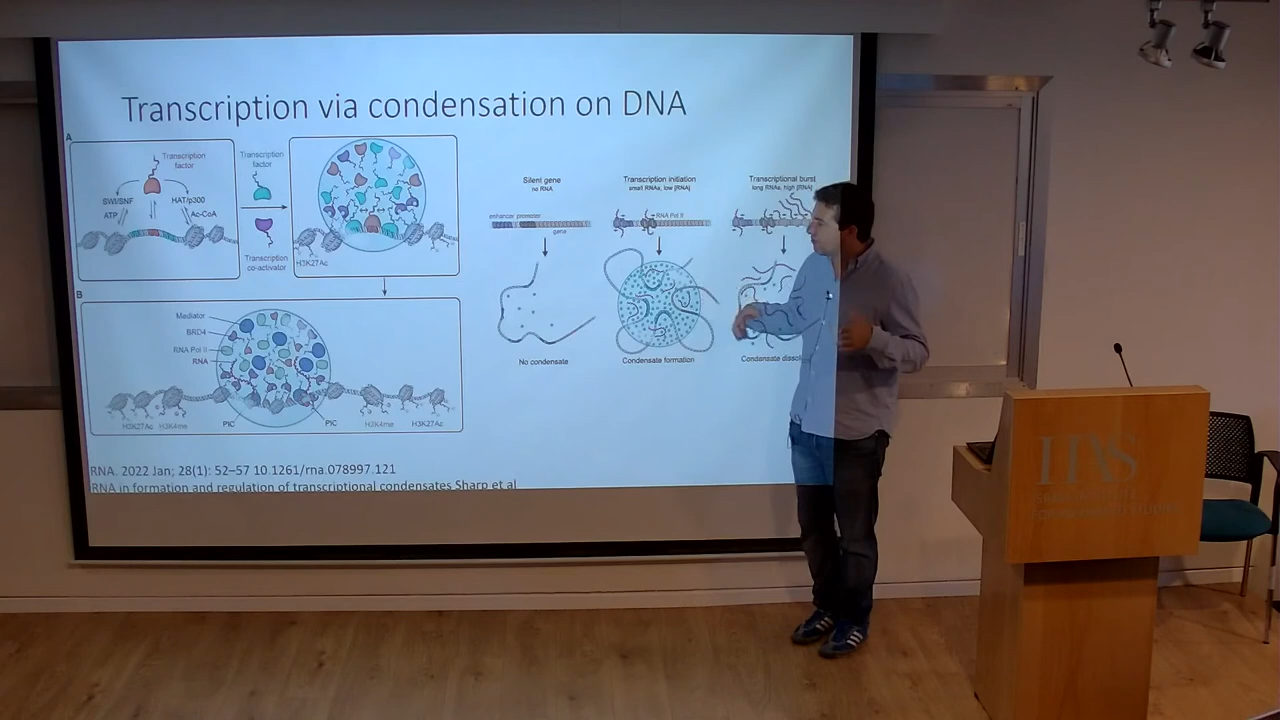 Transcription via condensation on DNA
A
Transcription
factor
SWI/SNF
HAT/p300
ATP
Ac-CoA
Transcription
factor
Transcription
co-activator
H3K27Ac
B
Mediator
BRD4
RNA Pol II
RNA
H3K27Ac
H3K4me
PIC
PIC
H3K4me
H3K27Ac
Silent gene
no RNA
enhancer promoter
gene
No condensate
Transcription initiation
small RNAs, low [RNA]
RNA Pol II
Condensate formation
Transcriptional burst
long RNAs, high [RNA]
Condensate
RNA. 2022 Jan; 28(1): 52–57 10.1261/rna.078997.121
RNA in formation and regulation of transcriptional condensates Sharp et al
IIAS